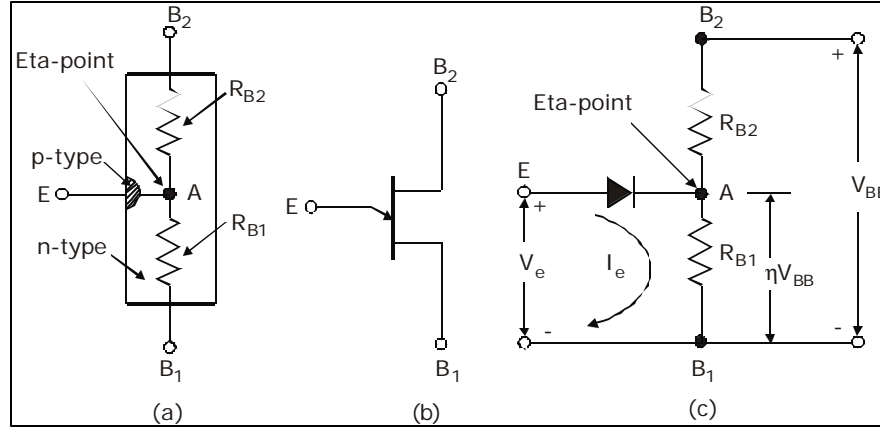 B2
Eta-point
RB2
p-type
E
A
n-type
RB1
B1
(a)
B2
E
B1
(b)
B2
+
Eta-point
RB2
E
A
+
VBE
Ve
Ie
RB1
ηVBB
-
-
B1
(c)